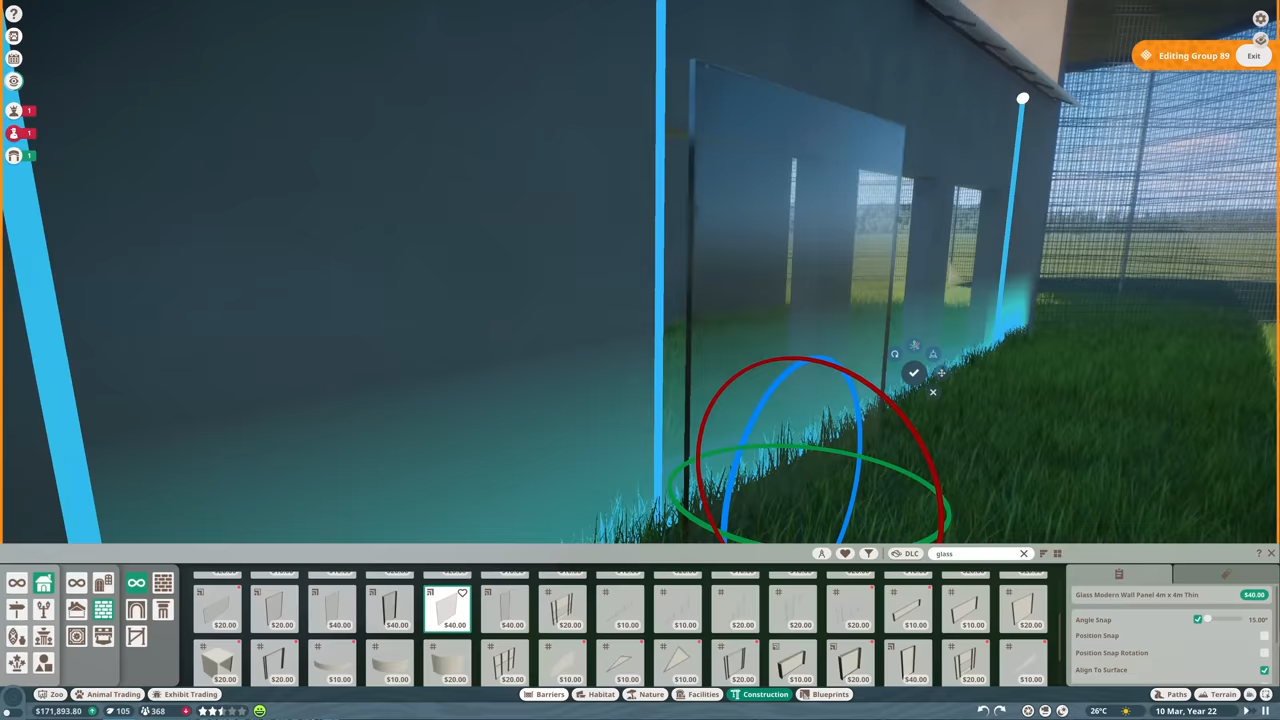 ?
Editing Group 89
Exit
1
1
1
DLC
glass
?
$20.00 $20.00 $40.00 $40.00 $40.00 $40.00 $20.00 $10.00 $10.00 $10.00 $10.00 $20.00 $10.00 $10.00 $20.00
$20.00 $20.00 $10.00 $20.00 $20.00 $20.00 $20.00 $10.00 $20.00 $20.00 $10.00 $20.00 $40.00 $20.00 $10.00
Glass Modern Wall Panel 4m x 4m Thin
$40.00
Angle Snap
15.00°
Position Snap
Position Snap Rotation
Align To Surface
Zoo
Animal Trading
Exhibit Trading
Barriers
Habitat
Nature
Facilities
Construction
Blueprints
Paths
Terrain
$171,893.80
105
368
26°C
10 Mar, Year 22